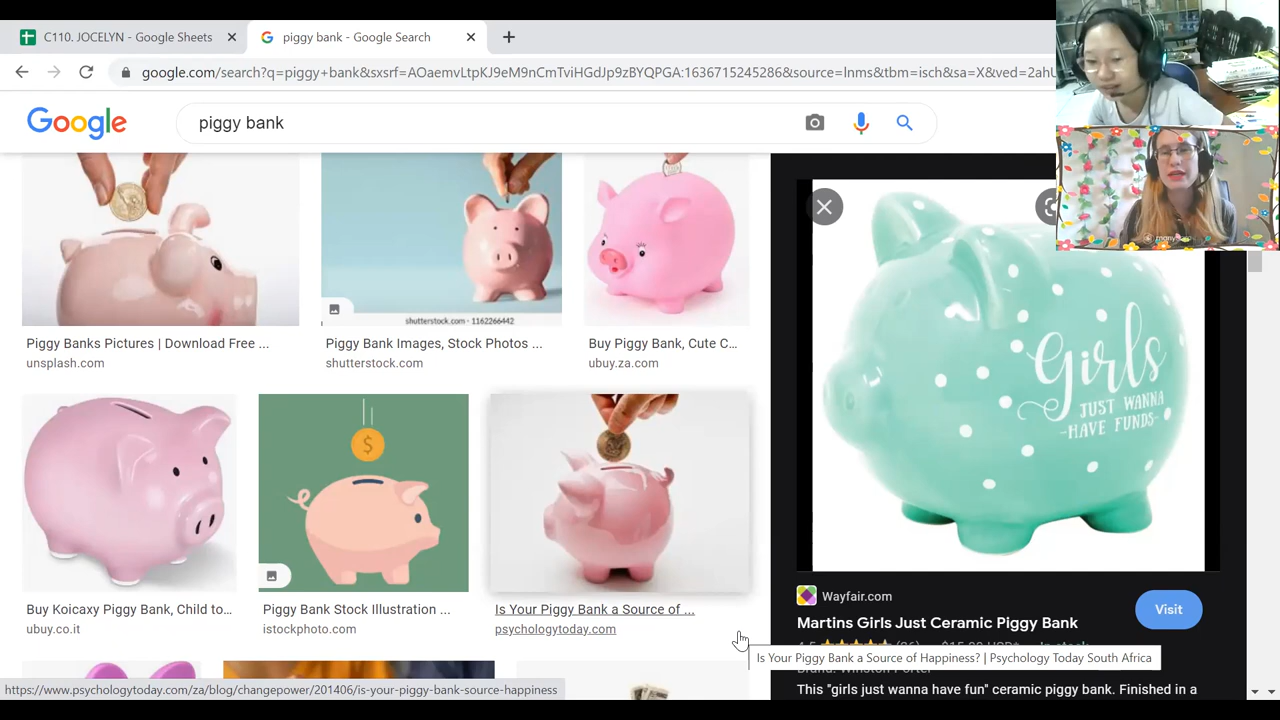 C110. JOCELYN - Google Sheets
piggy bank - Google Search
google.com/search?q=piggy+bank&sxsrf=AOaemvLtpKJ9eM9nCmTviHGdJp9zBYQPGA:1636715245286&source=lnms&tbm=isch&sa=X&ved=2ahU
Google
piggy bank
shutterstock.com · 1162266442
Piggy Banks Pictures | Download Free ...
unsplash.com
Piggy Bank Images, Stock Photos ...
shutterstock.com
Buy Piggy Bank, Cute C...
ubuy.za.com
$
Buy Koicaxy Piggy Bank, Child to...
ubuy.co.it
Piggy Bank Stock Illustration ...
istockphoto.com
Is Your Piggy Bank a Source of ...
psychologytoday.com
Girls
JUST WANNA
-HAVE FUNDS-
Wayfair.com
Martins Girls Just Ceramic Piggy Bank
Visit
Is Your Piggy Bank a Source of Happiness? | Psychology Today South Africa
This "girls just wanna have fun" ceramic piggy bank. Finished in a
https://www.psychologytoday.com/za/blog/changepower/201406/is-your-piggy-bank-source-happiness